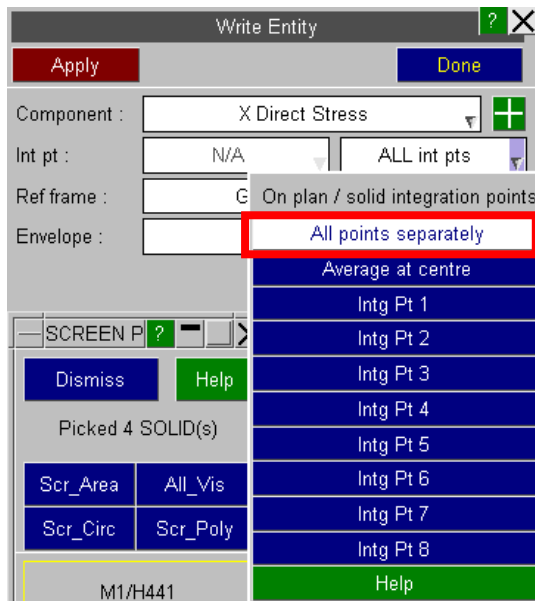 Write Entity ? X
Apply Done
Component : X Direct Stress +
Int pt : N/A ALL int pts
Ref frame : G
On plan / solid integration points
Envelope :
All points separately
Average at centre
Intg Pt 1
Intg Pt 2
Intg Pt 3
Intg Pt 4
Intg Pt 5
Intg Pt 6
Intg Pt 7
Intg Pt 8
Help
SCREEN P ?
Dismiss Help
Picked 4 SOLID(s)
Scr_Area All_Vis
Scr_Circ Scr_Poly
M1/H441